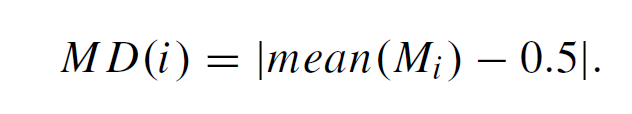 MD(i) = |mean(M_i) − 0.5|.